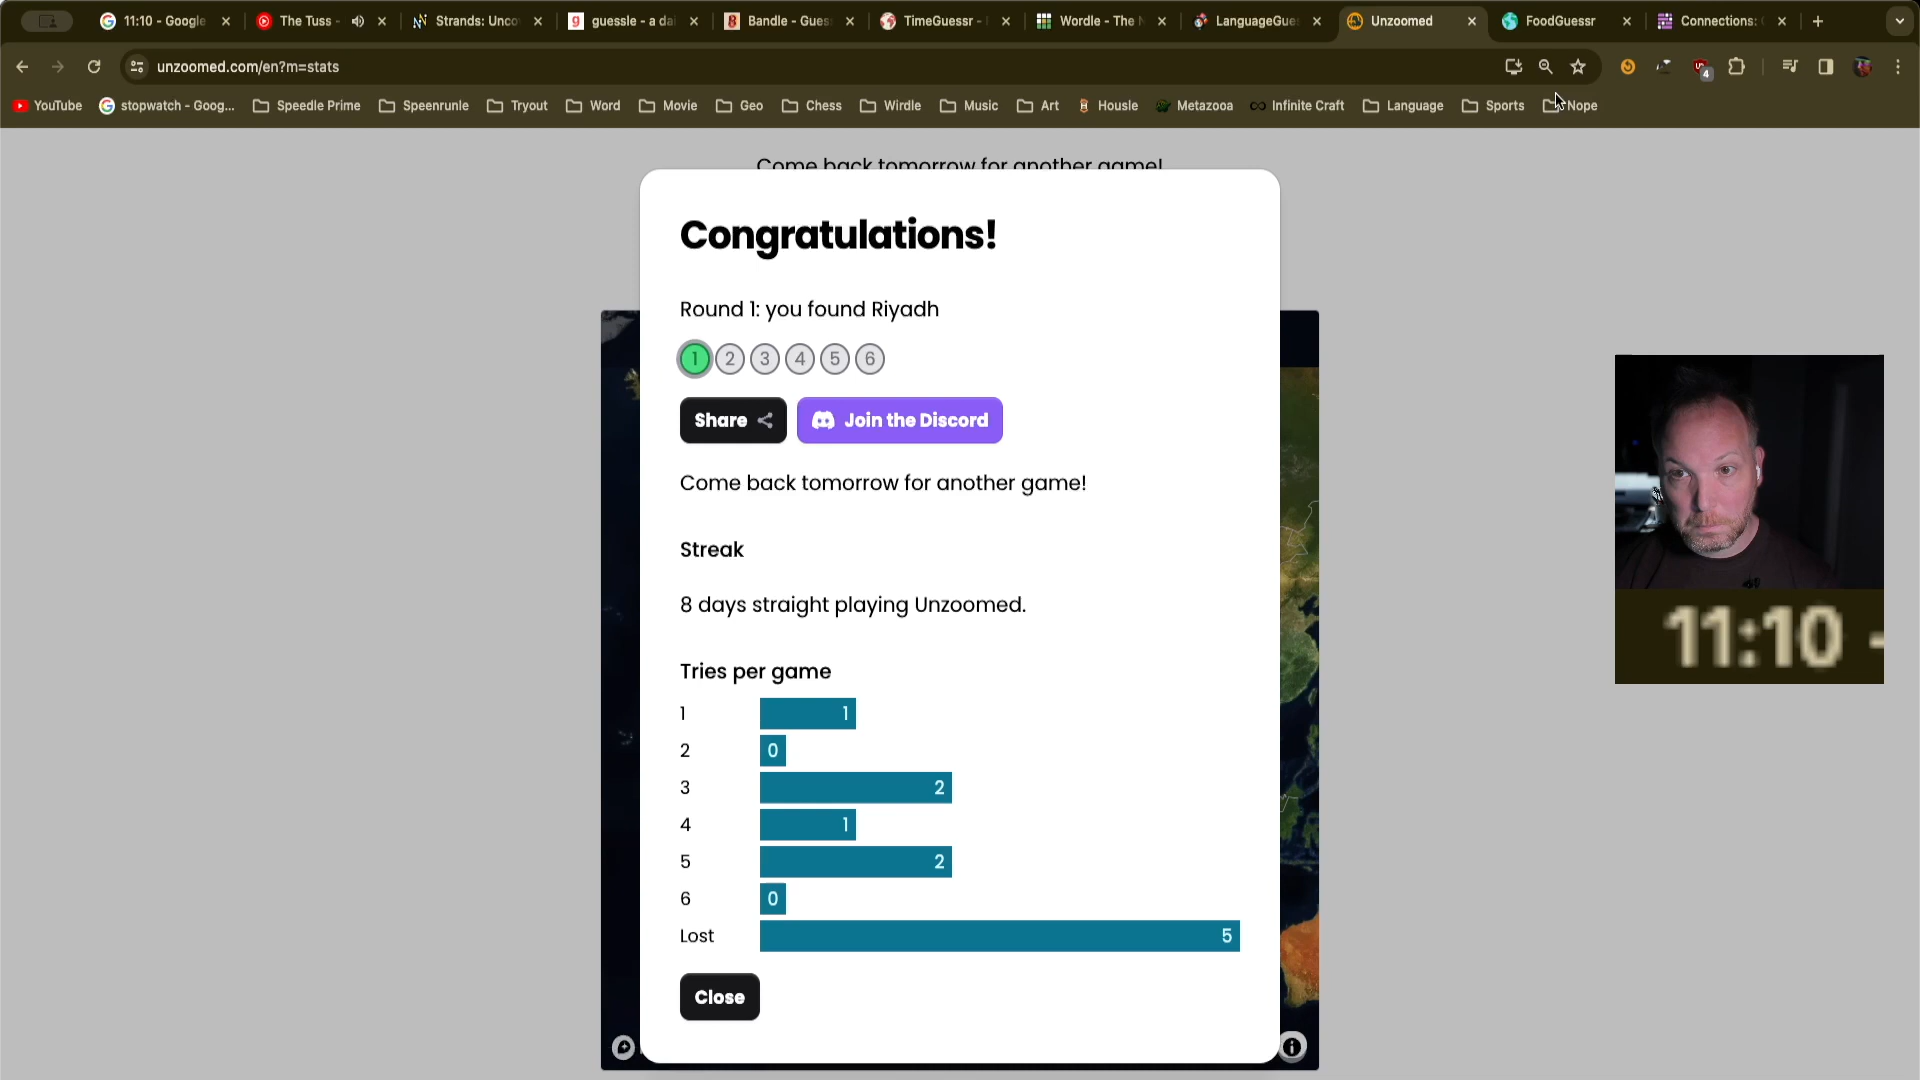 11:10 - Google
The Tuss -
Strands: Unco
guessle - a dai
Bandle - Gues
TimeGuessr -
Wordle - The N
LanguageGue
Unzoomed
FoodGuessr
Connections:
unzoomed.com/en?m=stats
4
YouTube
stopwatch - Goog...
Speedle Prime
Speenrunle
Tryout
Word
Movie
Geo
Chess
Wirdle
Music
Art
Housle
Metazooa
Infinite Craft
Language
Sports
Nope
Come back tomorrow for another game!
Congratulations!
Round 1: you found Riyadh
1 2 3 4 5 6
Share
Join the Discord
Come back tomorrow for another game!
Streak
8 days straight playing Unzoomed.
Tries per game
1 1
2 0
3 2
4 1
5 2
6 0
Lost 5
Close
11:10 -